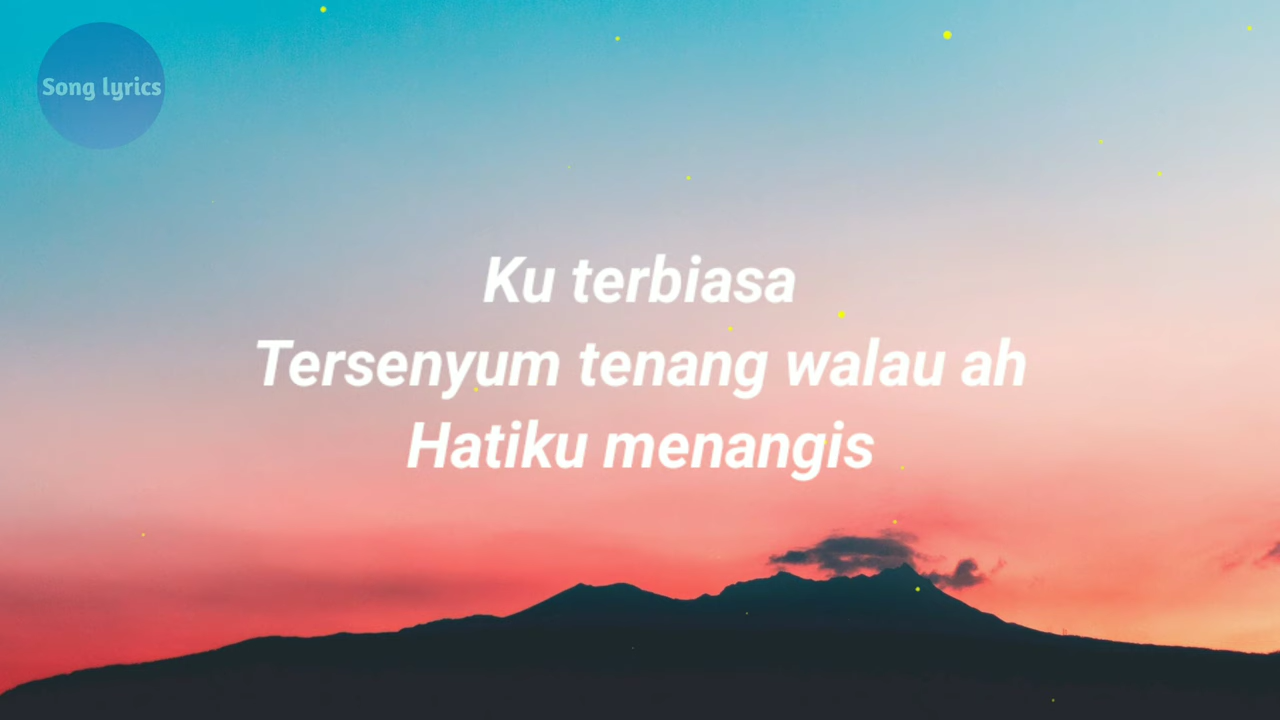 Song lyrics
Ku terbiasa
Tersenyum tenang walau ah
Hatiku menangis